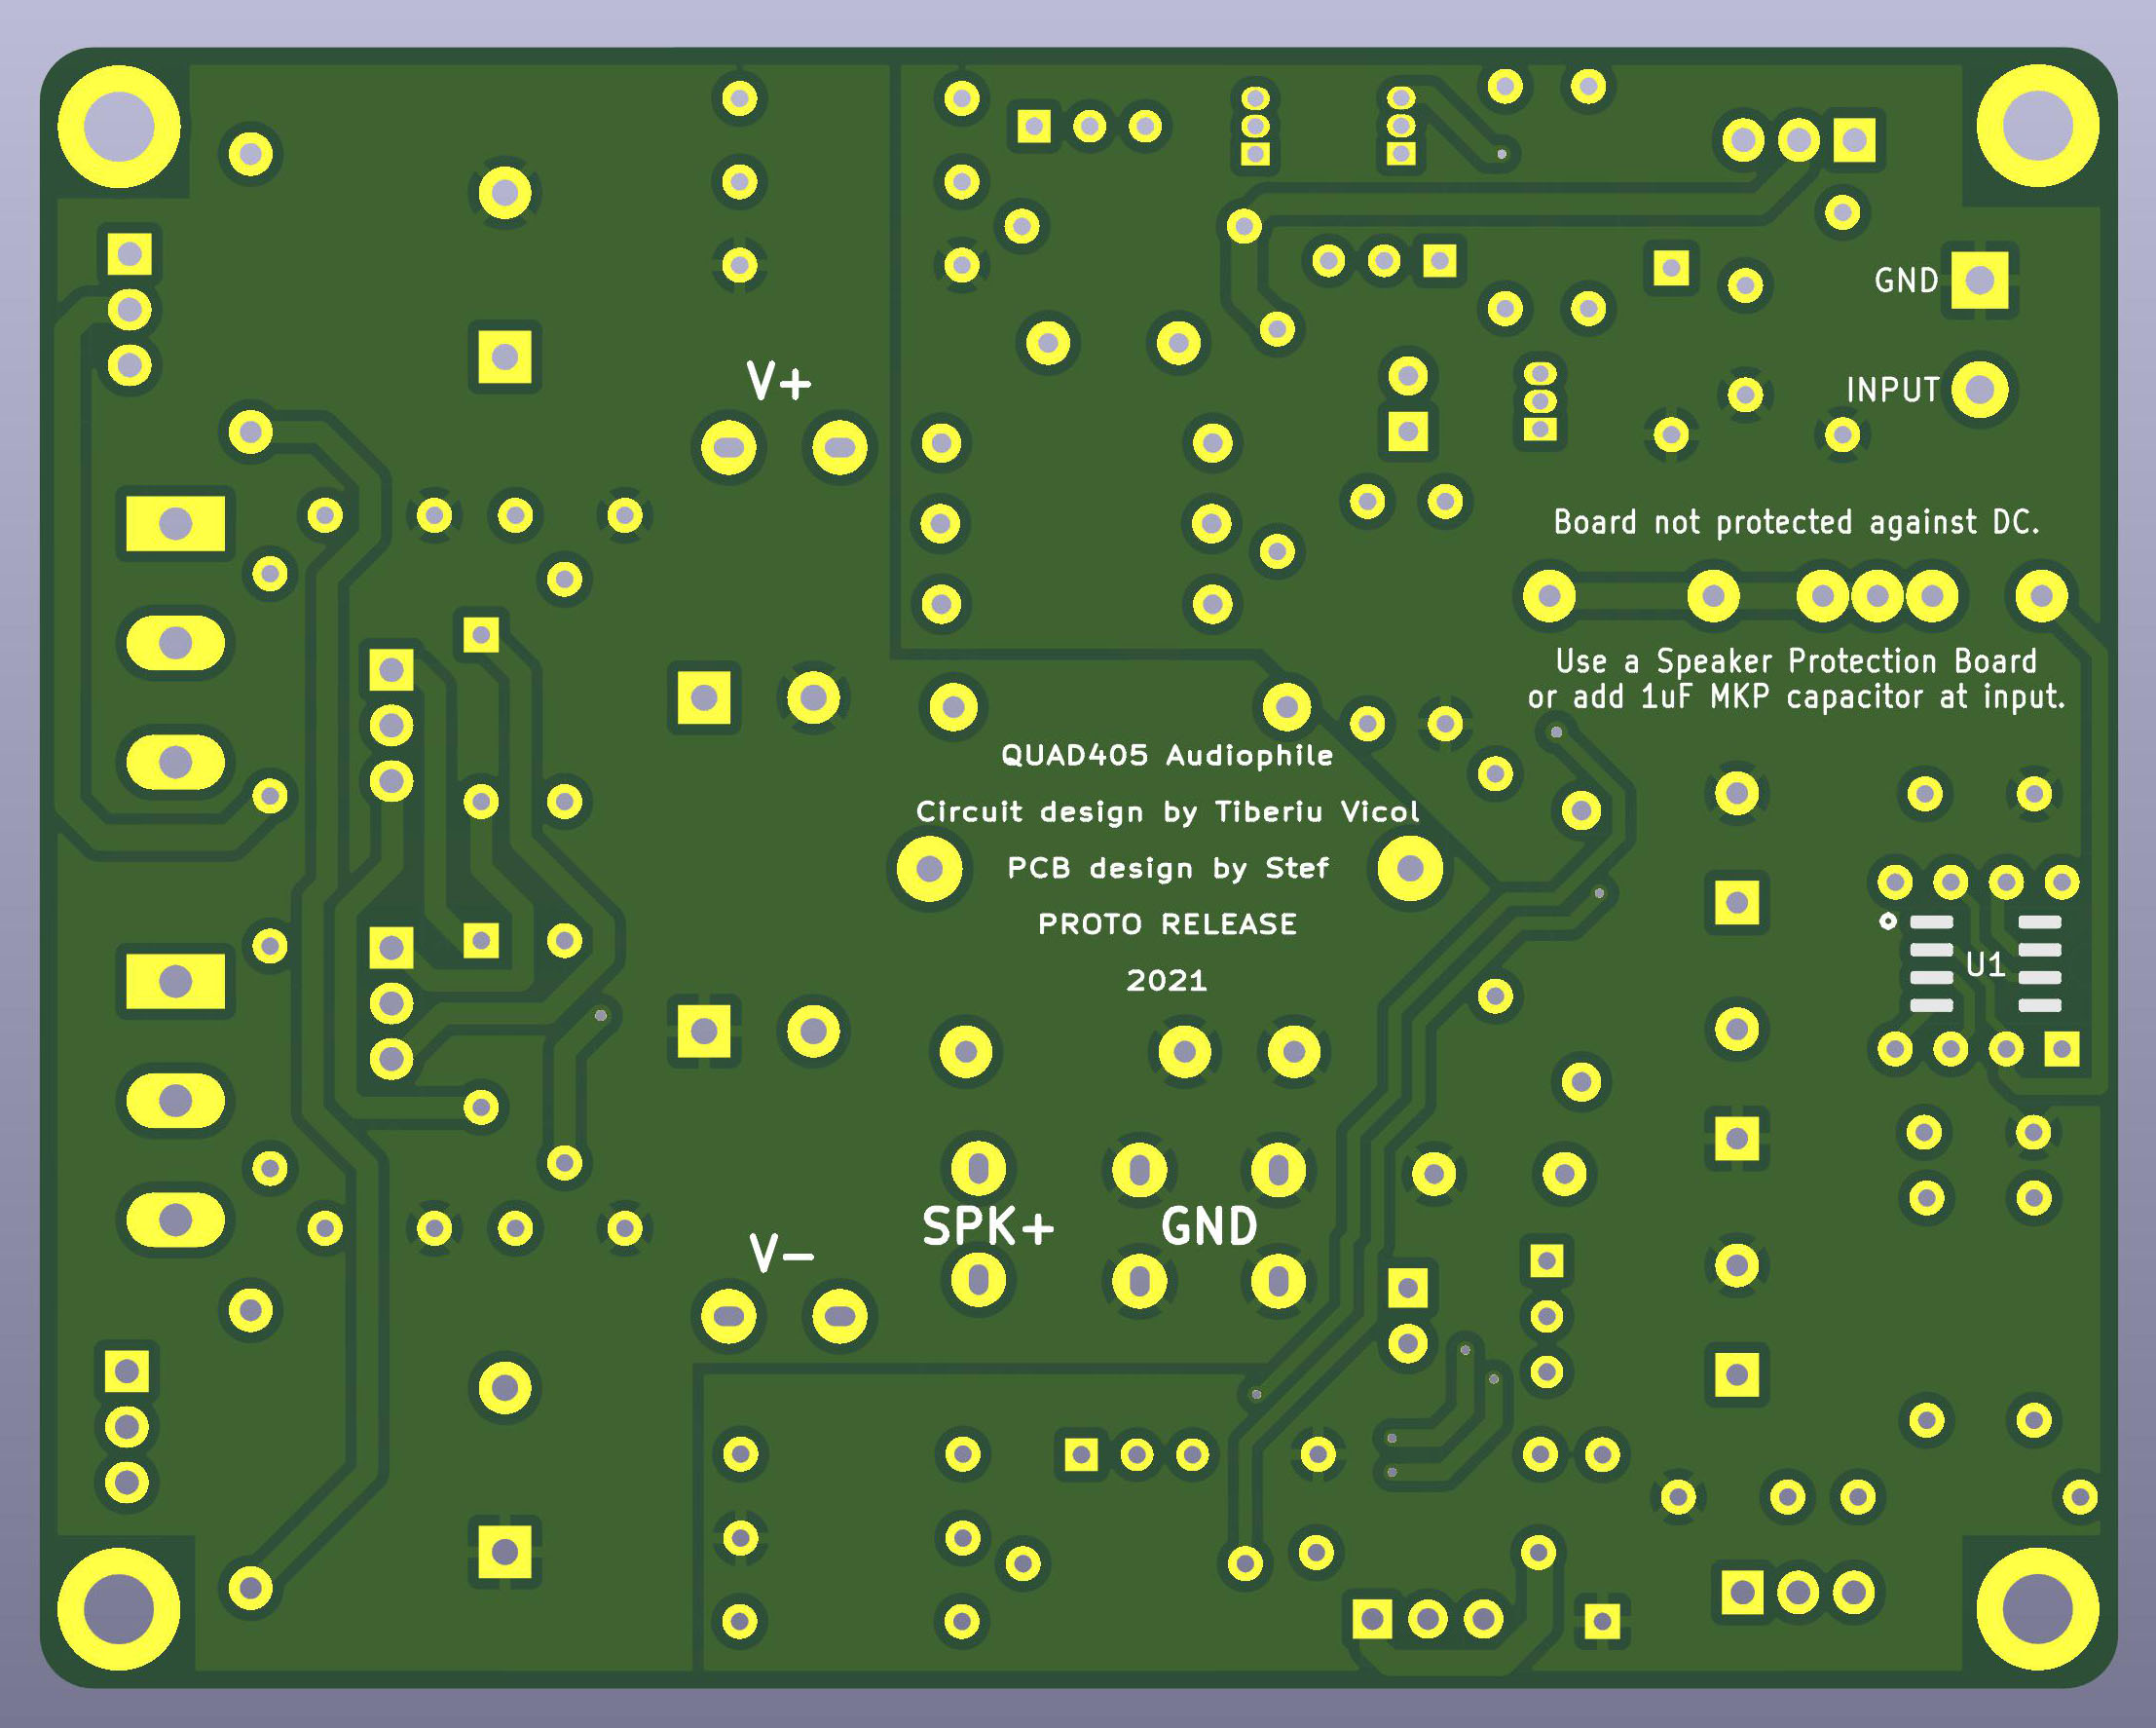 GND
V+
INPUT
Board not protected against DC.
Use a Speaker Protection Board
or add 1uF MKP capacitor at input.
QUAD405 Audiophile
Circuit design by Tiberiu Vicol
PCB design by Stef
PROTO RELEASE
2021
U1
SPK+
GND
V-